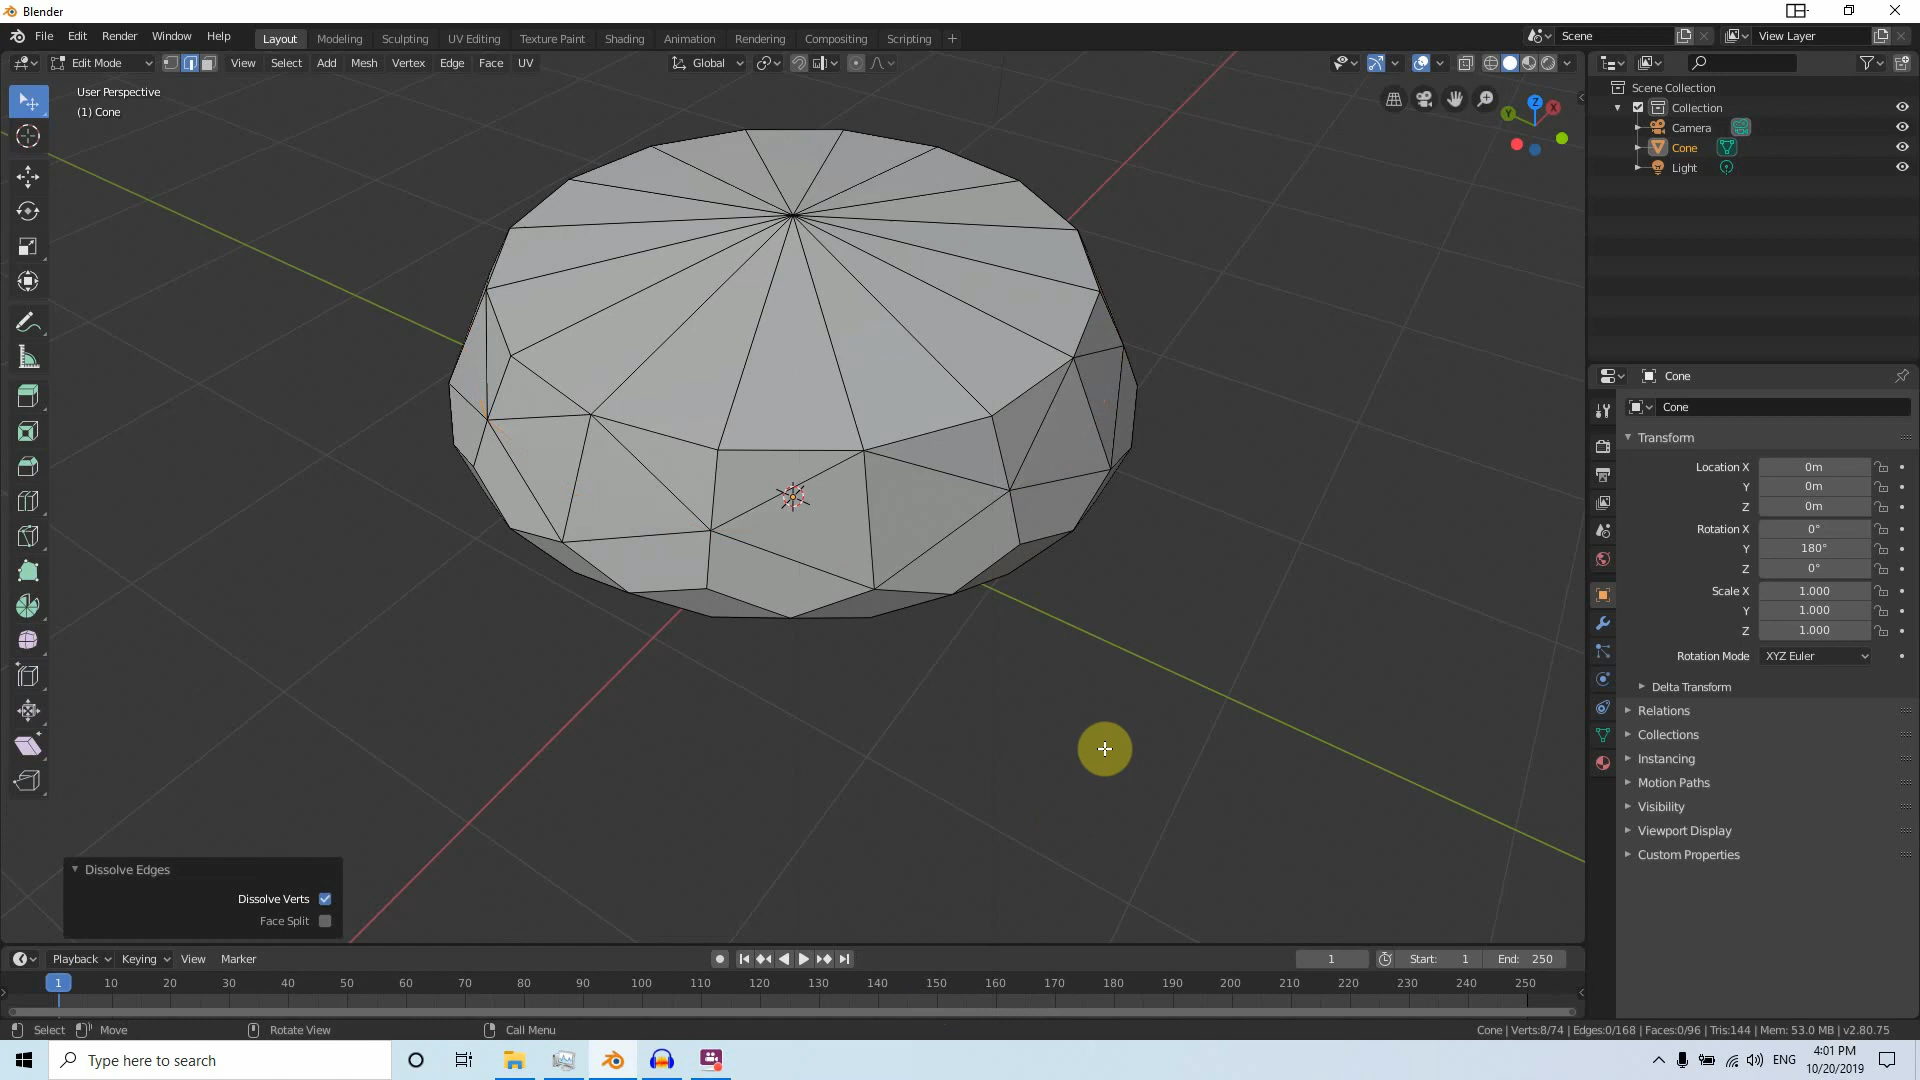 Blender
File Edit Render Window Help
Layout Modeling Sculpting UV Editing Texture Paint Shading Animation Rendering Compositing Scripting +
Scene
View Layer
Edit Mode View Select Add Mesh Vertex Edge Face UV
Global
User Perspective
(1) Cone
Z
X
Y
Scene Collection
Collection
Camera
Cone
Light
Cone
Cone
Transform
Location X 0m
Y 0m
Z 0m
Rotation X 0°
Y 180°
Z 0°
Scale X 1.000
Y 1.000
Z 1.000
Rotation Mode XYZ Euler
Delta Transform
Relations
Collections
Instancing
Motion Paths
Visibility
Viewport Display
Custom Properties
Dissolve Edges
Dissolve Verts
Face Split
Playback Keying View Marker
1 Start: 1 End: 250
1 10 20 30 40 50 60 70 80 90 100 110 120 130 140 150 160 170 180 190 200 210 220 230 240 250
Select Move Rotate View Call Menu
Cone | Verts:8/74 | Edges:0/168 | Faces:0/96 | Tris:144 | Mem: 53.0 MB | v2.80.75
Type here to search
ENG
4:01 PM
10/20/2019